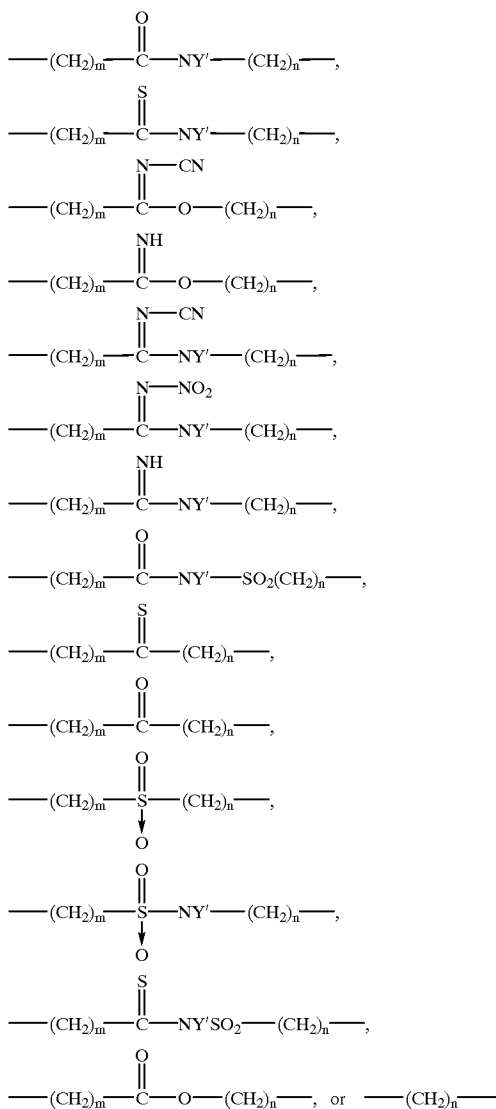 O
—(CH2)m—C—NY'—(CH2)n—,
S
—(CH2)m—C—NY'—(CH2)n—,
N—CN
—(CH2)m—C—O—(CH2)n—,
NH
—(CH2)m—C—O—(CH2)n—,
N—CN
—(CH2)m—C—NY'—(CH2)n—,
N—NO2
—(CH2)m—C—NY'—(CH2)n—,
NH
—(CH2)m—C—NY'—(CH2)n—,
O
—(CH2)m—C—NY'—SO2(CH2)n—,
S
—(CH2)m—C—(CH2)n—,
O
—(CH2)m—C—(CH2)n—,
O
—(CH2)m—S—(CH2)n—,
O
O
—(CH2)m—S—NY'—(CH2)n—,
O
S
—(CH2)m—C—NY'SO2—(CH2)n—,
O
—(CH2)m—C—O—(CH2)n—, or —(CH2)n—